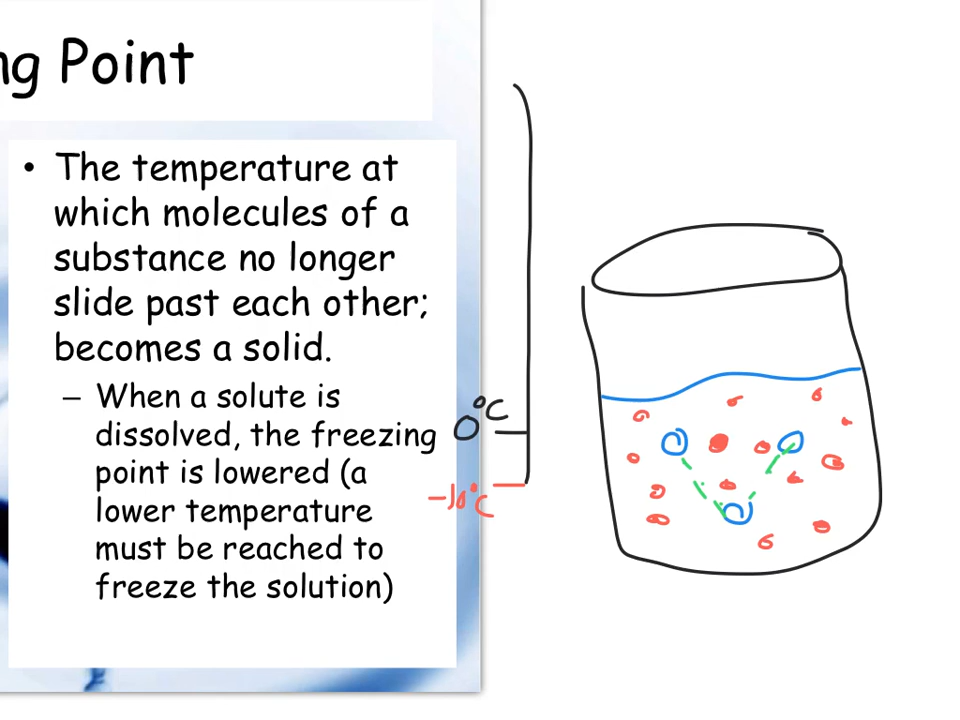 ng Point
• The temperature at
which molecules of a
substance no longer
slide past each other;
becomes a solid.
– When a solute is
dissolved, the freezing
point is lowered (a
lower temperature
must be reached to
freeze the solution)
0°C
-10°C